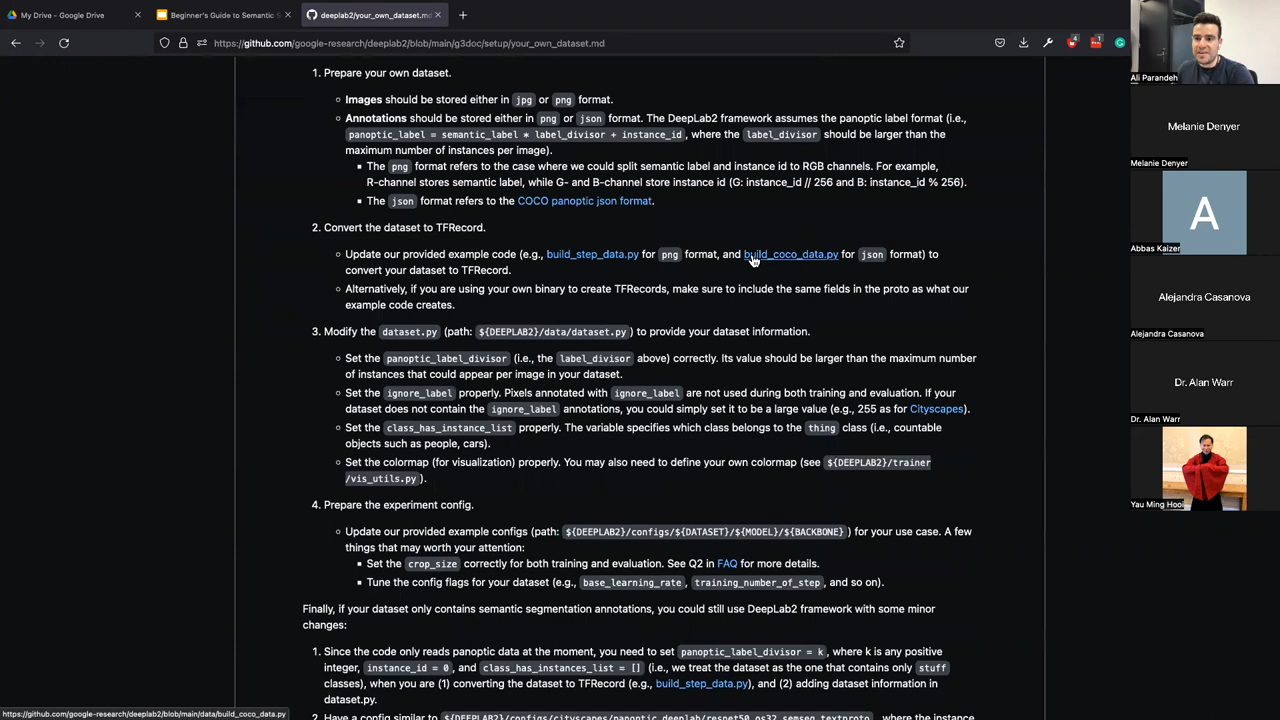 My Drive - Google Drive
Beginner's Guide to Semantic S
deeplab2/your_own_dataset.md
https://github.com/google-research/deeplab2/blob/main/g3doc/setup/your_own_dataset.md
1. Prepare your own dataset.
Images should be stored either in jpg or png format.
Annotations should be stored either in png or json format. The DeepLab2 framework assumes the panoptic label format (i.e.,
panoptic_label = semantic_label * label_divisor + instance_id, where the label_divisor should be larger than the
maximum number of instances per image).
The png format refers to the case where we could split semantic label and instance id to RGB channels. For example,
R-channel stores semantic label, while G- and B-channel store instance id (G: instance_id // 256 and B: instance_id % 256).
The json format refers to the COCO panoptic json format.
2. Convert the dataset to TFRecord.
Update our provided example code (e.g., build_step_data.py for png format, and build_coco_data.py for json format) to
convert your dataset to TFRecord.
Alternatively, if you are using your own binary to create TFRecords, make sure to include the same fields in the proto as what our
example code creates.
3. Modify the dataset.py (path: ${DEEPLAB2}/data/dataset.py) to provide your dataset information.
Set the panoptic_label_divisor (i.e., the label_divisor above) correctly. Its value should be larger than the maximum number
of instances that could appear per image in your dataset.
Set the ignore_label properly. Pixels annotated with ignore_label are not used during both training and evaluation. If your
dataset does not contain the ignore_label annotations, you could simply set it to be a large value (e.g., 255 as for Cityscapes).
Set the class_has_instance_list properly. The variable specifies which class belongs to the thing class (i.e., countable
objects such as people, cars).
Set the colormap (for visualization) properly. You may also need to define your own colormap (see ${DEEPLAB2}/trainer
/vis_utils.py).
4. Prepare the experiment config.
Update our provided example configs (path: ${DEEPLAB2}/configs/${DATASET}/${MODEL}/${BACKBONE}) for your use case. A few
things that may worth your attention:
Set the crop_size correctly for both training and evaluation. See Q2 in FAQ for more details.
Tune the config flags for your dataset (e.g., base_learning_rate, training_number_of_step, and so on).
Finally, if your dataset only contains semantic segmentation annotations, you could still use DeepLab2 framework with some minor
changes:
1. Since the code only reads panoptic data at the moment, you need to set panoptic_label_divisor = k, where k is any positive
integer, instance_id = 0, and class_has_instances_list = [] (i.e., we treat the dataset as the one that contains only stuff
classes), when you are (1) converting the dataset to TFRecord (e.g., build_step_data.py), and (2) adding dataset information in
dataset.py.
2. Have a config similar to ${DEEPLAB2}/configs/cityscapes/panoptic_deeplab/resnet50_os32_semseg.textproto, where the instance
https://github.com/google-research/deeplab2/blob/main/data/build_coco_data.py
4
1
Ali Parandeh
Melanie Denyer
Melanie Denyer
A
Abbas Kaizer
Alejandra Casanova
Alejandra Casanova
Dr. Alan Warr
Dr. Alan Warr
Yau Ming Hooi